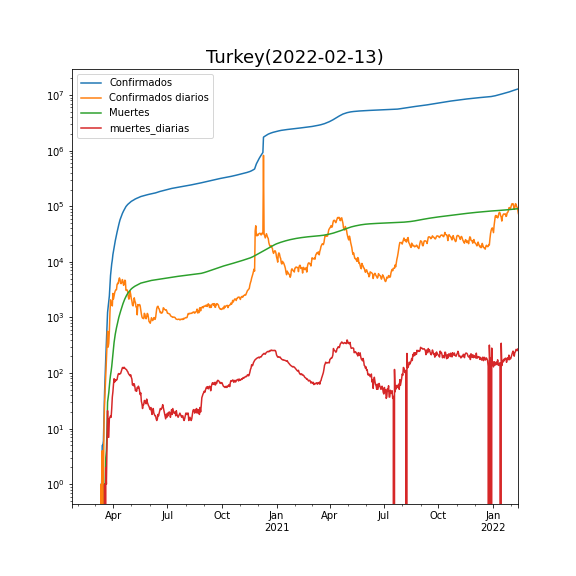 Turkey(2022-02-13)
Confirmados
Confirmados diarios
Muertes
muertes_diarias
10⁷
10⁶
10⁵
10⁴
10³
10²
10¹
10⁰
Apr Jul Oct Jan Apr Jul Oct Jan
2021 2022